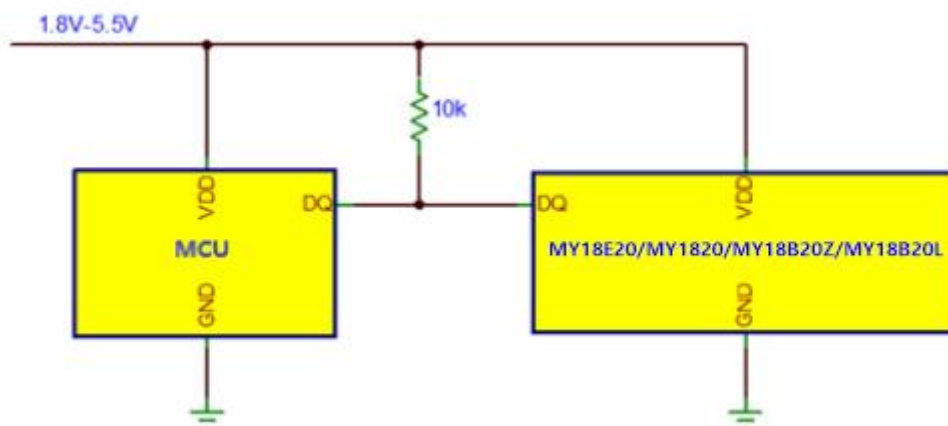 1.8V-5.5V
10k
VDD
DQ
MCU
GND
DQ
VDD
MY18E20/MY1820/MY18B20Z/MY18B20L
GND